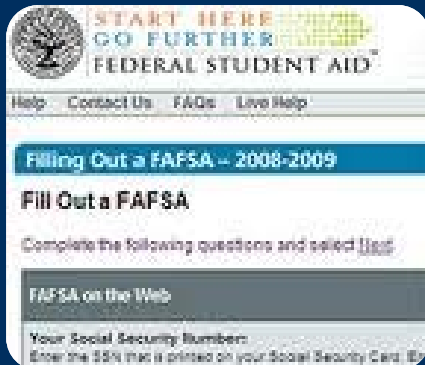 START HERE
GO FURTHER
FEDERAL STUDENT AID
Help Contact Us FAQs Live Help
Filling Out a FAFSA – 2008-2009
Fill Out a FAFSA
Complete the following questions and select Next
FAFSA on the Web
Your Social Security Number:
Enter the SSN that is printed on your Social Security Card.